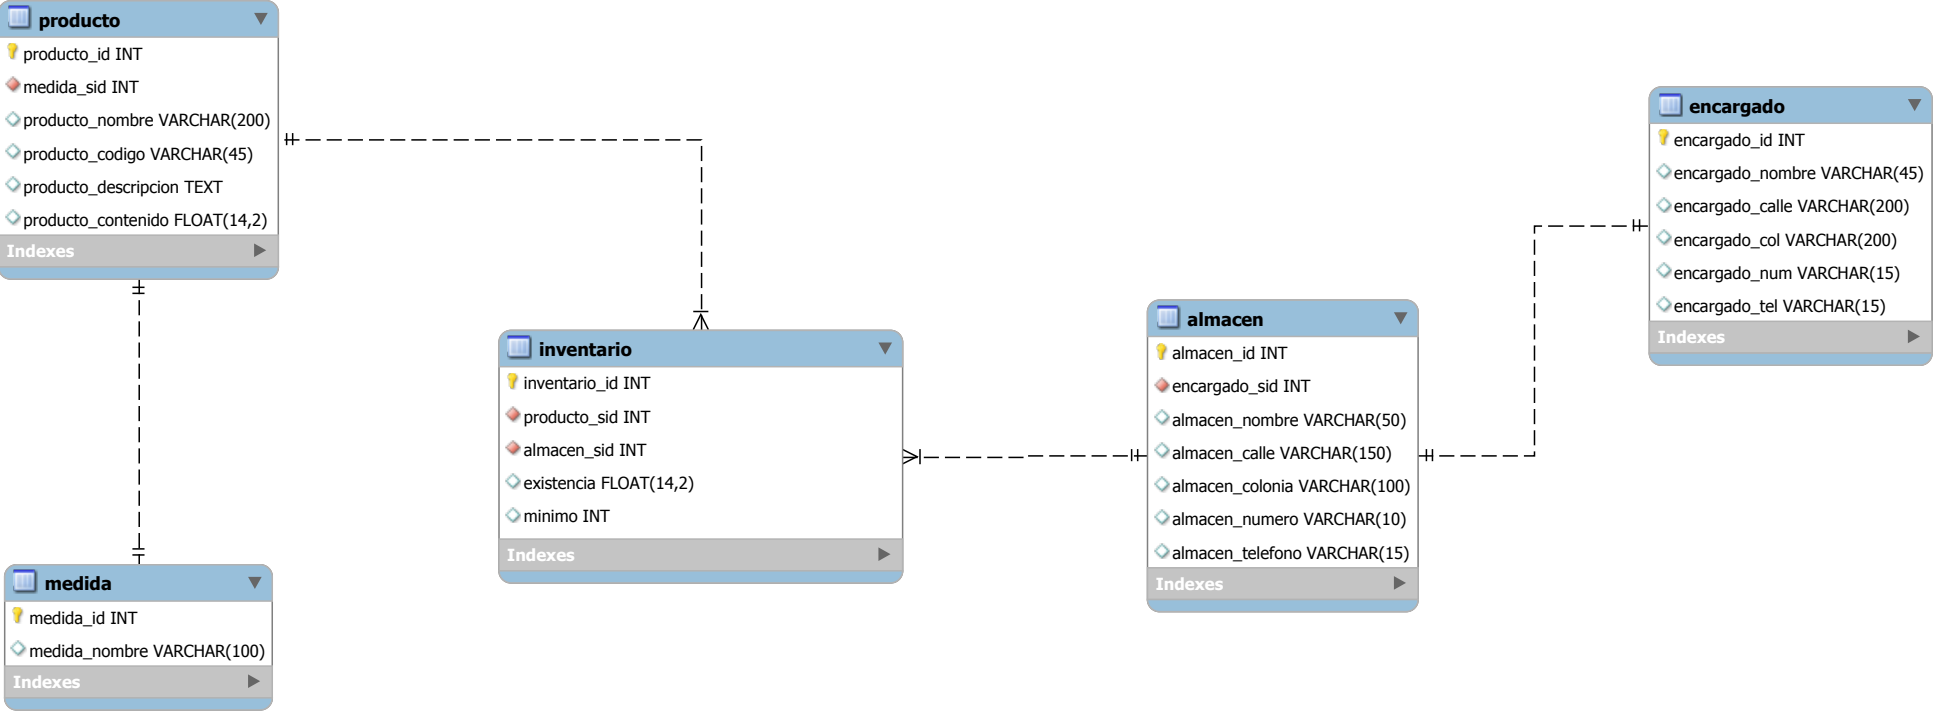 producto
producto_id INT
medida_sid INT
producto_nombre VARCHAR(200)
producto_codigo VARCHAR(45)
producto_descripcion TEXT
producto_contenido FLOAT(14,2)
Indexes
medida
medida_id INT
medida_nombre VARCHAR(100)
Indexes
inventario
inventario_id INT
producto_sid INT
almacen_sid INT
existencia FLOAT(14,2)
minimo INT
Indexes
almacen
almacen_id INT
encargado_sid INT
almacen_nombre VARCHAR(50)
almacen_calle VARCHAR(150)
almacen_colonia VARCHAR(100)
almacen_numero VARCHAR(10)
almacen_telefono VARCHAR(15)
Indexes
encargado
encargado_id INT
encargado_nombre VARCHAR(45)
encargado_calle VARCHAR(200)
encargado_col VARCHAR(200)
encargado_num VARCHAR(15)
encargado_tel VARCHAR(15)
Indexes